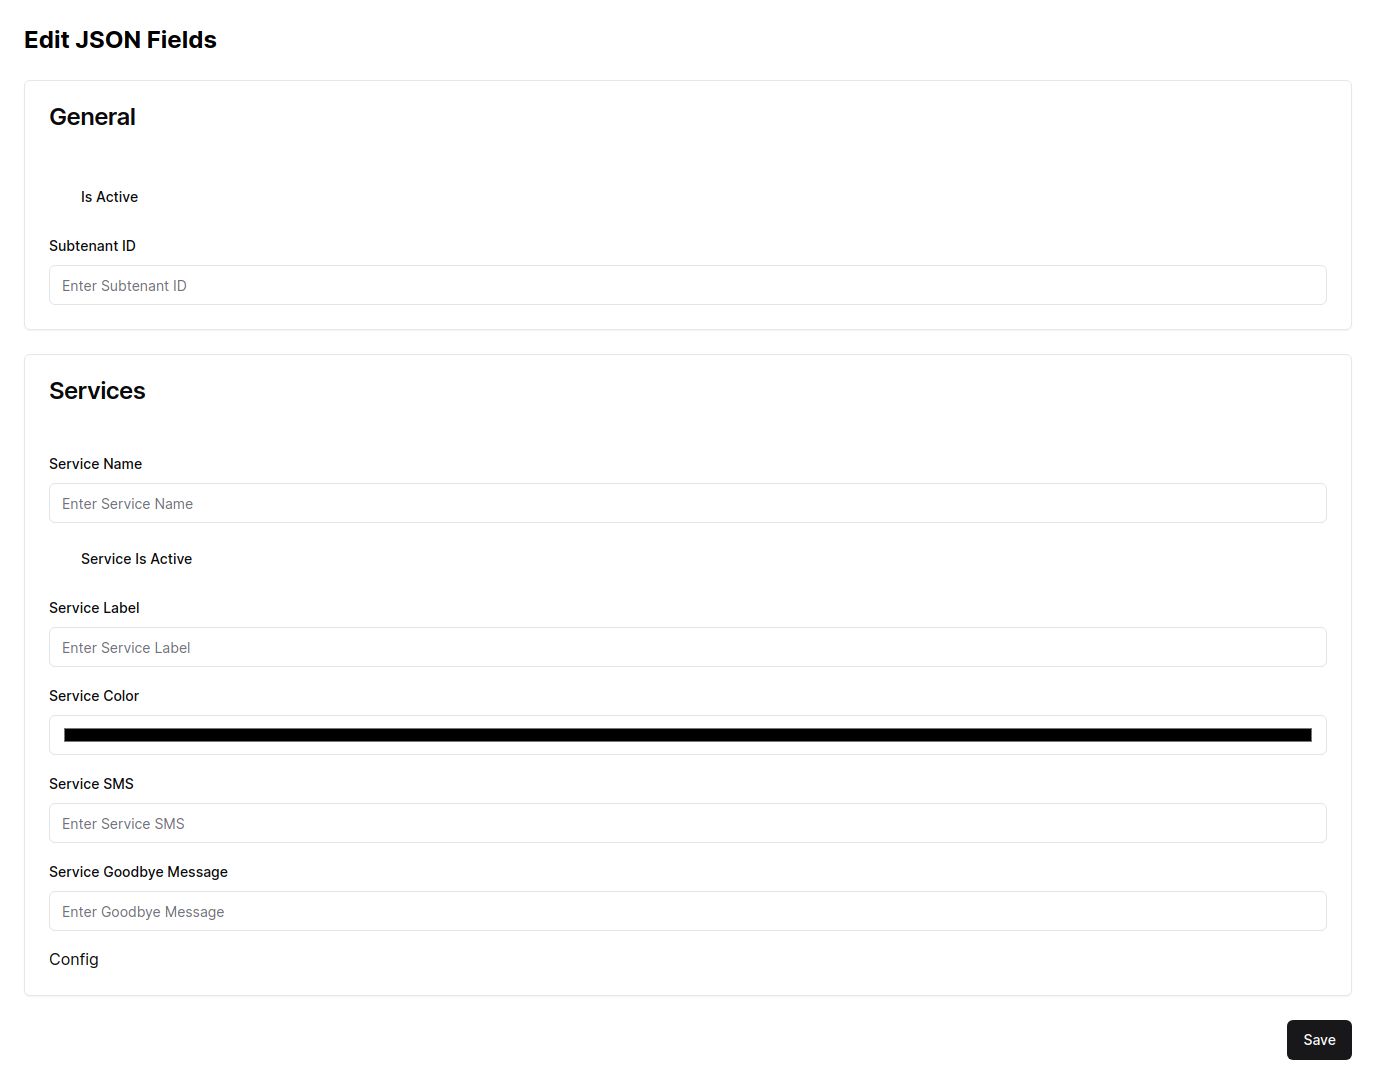 Edit JSON Fields
General
Is Active
Subtenant ID
Enter Subtenant ID
Services
Service Name
Enter Service Name
Service Is Active
Service Label
Enter Service Label
Service Color
Service SMS
Enter Service SMS
Service Goodbye Message
Enter Goodbye Message
Config
Save